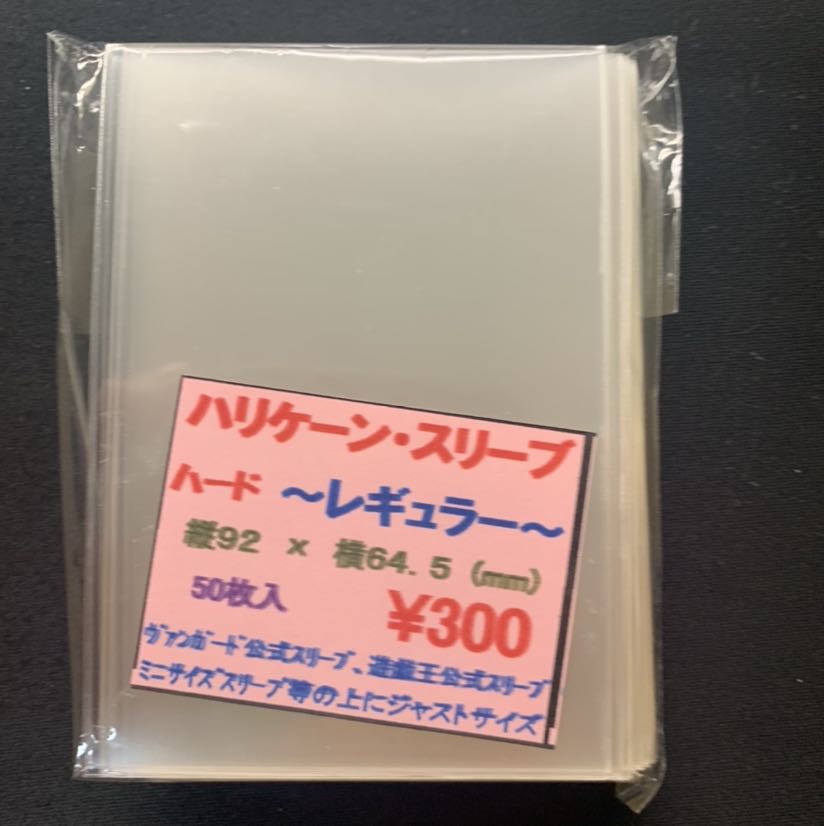 ハリケーン・スリーブ
ハード ～レギュラー～
縦92 × 横64.5 (mm)
50枚入 ¥300
ヴァンガード公式スリーブ、遊戯王公式スリーブ
ミニサイズスリーブ等の上にジャストサイズ